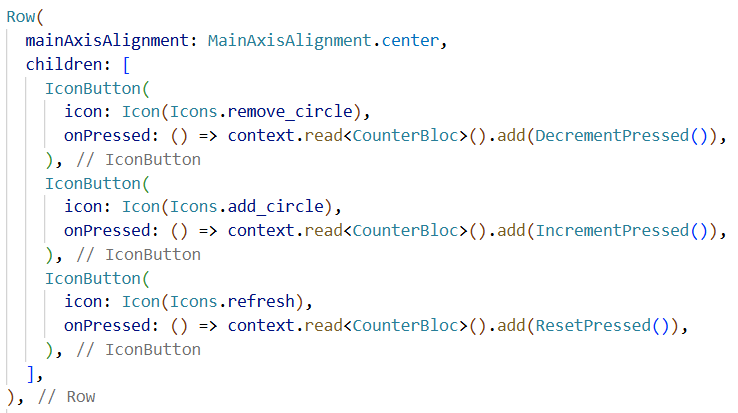 Row(
  mainAxisAlignment: MainAxisAlignment.center,
  children: [
    IconButton(
      icon: Icon(Icons.remove_circle),
      onPressed: () => context.read<CounterBloc>().add(DecrementPressed()),
    ), // IconButton
    IconButton(
      icon: Icon(Icons.add_circle),
      onPressed: () => context.read<CounterBloc>().add(IncrementPressed()),
    ), // IconButton
    IconButton(
      icon: Icon(Icons.refresh),
      onPressed: () => context.read<CounterBloc>().add(ResetPressed()),
    ), // IconButton
  ],
), // Row